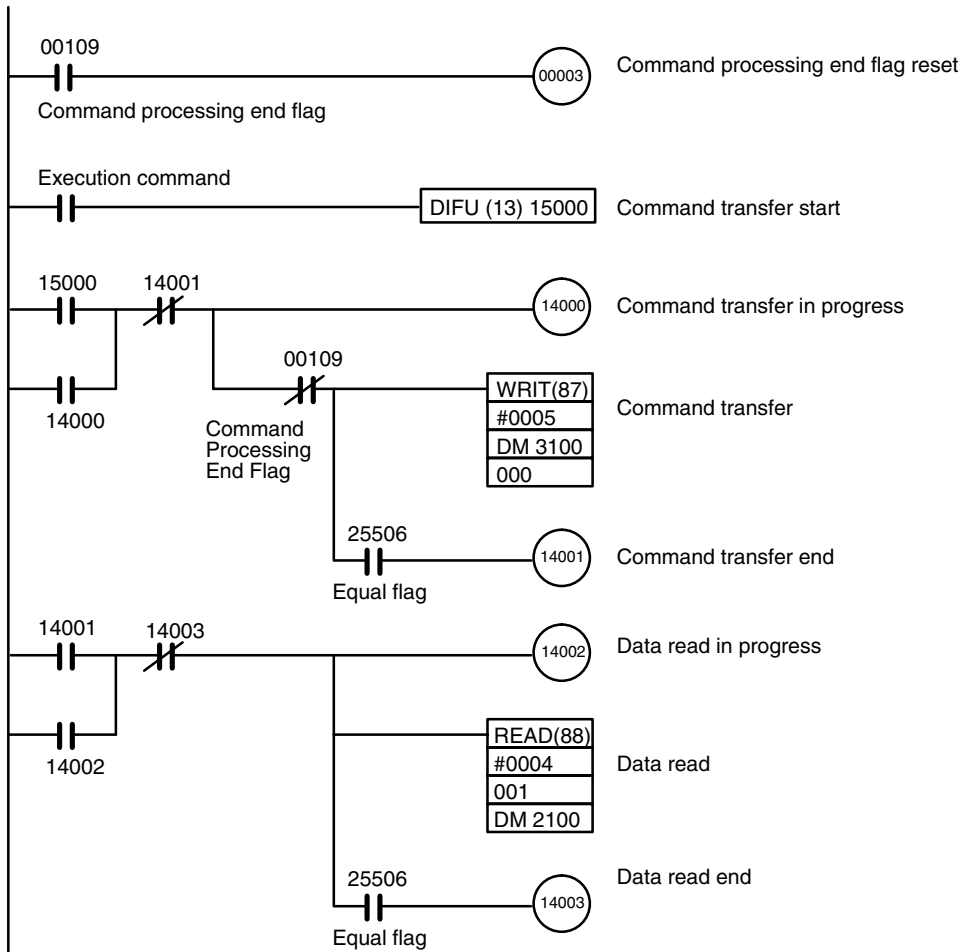 00109
00003
Command processing end flag reset
Command processing end flag
Execution command
DIFU (13) 15000
Command transfer start
15000
14001
14000
Command transfer in progress
14000
00109
Command
Processing
End Flag
WRIT(87)
#0005
DM 3100
000
Command transfer
25506
Equal flag
14001
Command transfer end
14001
14003
14002
Data read in progress
14002
READ(88)
#0004
001
DM 2100
Data read
25506
Equal flag
14003
Data read end